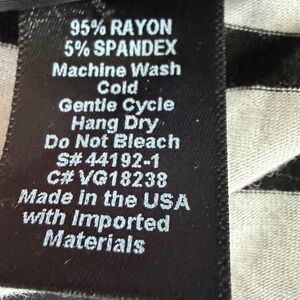 95% RAYON
5% SPANDEX
Machine Wash
Cold
Gentle Cycle
Hang Dry
Do Not Bleach
S# 44192-1
C# VG18238
Made in the USA
with Imported
Materials